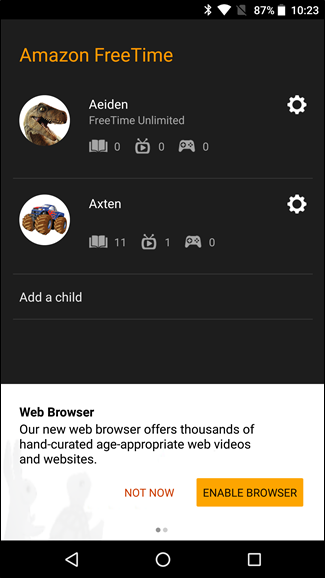 87% 10:23
Amazon FreeTime
Aeiden
FreeTime Unlimited
0 0 0
Axten
11 1 0
Add a child
Web Browser
Our new web browser offers thousands of
hand-curated age-appropriate web videos
and websites.
NOT NOW ENABLE BROWSER